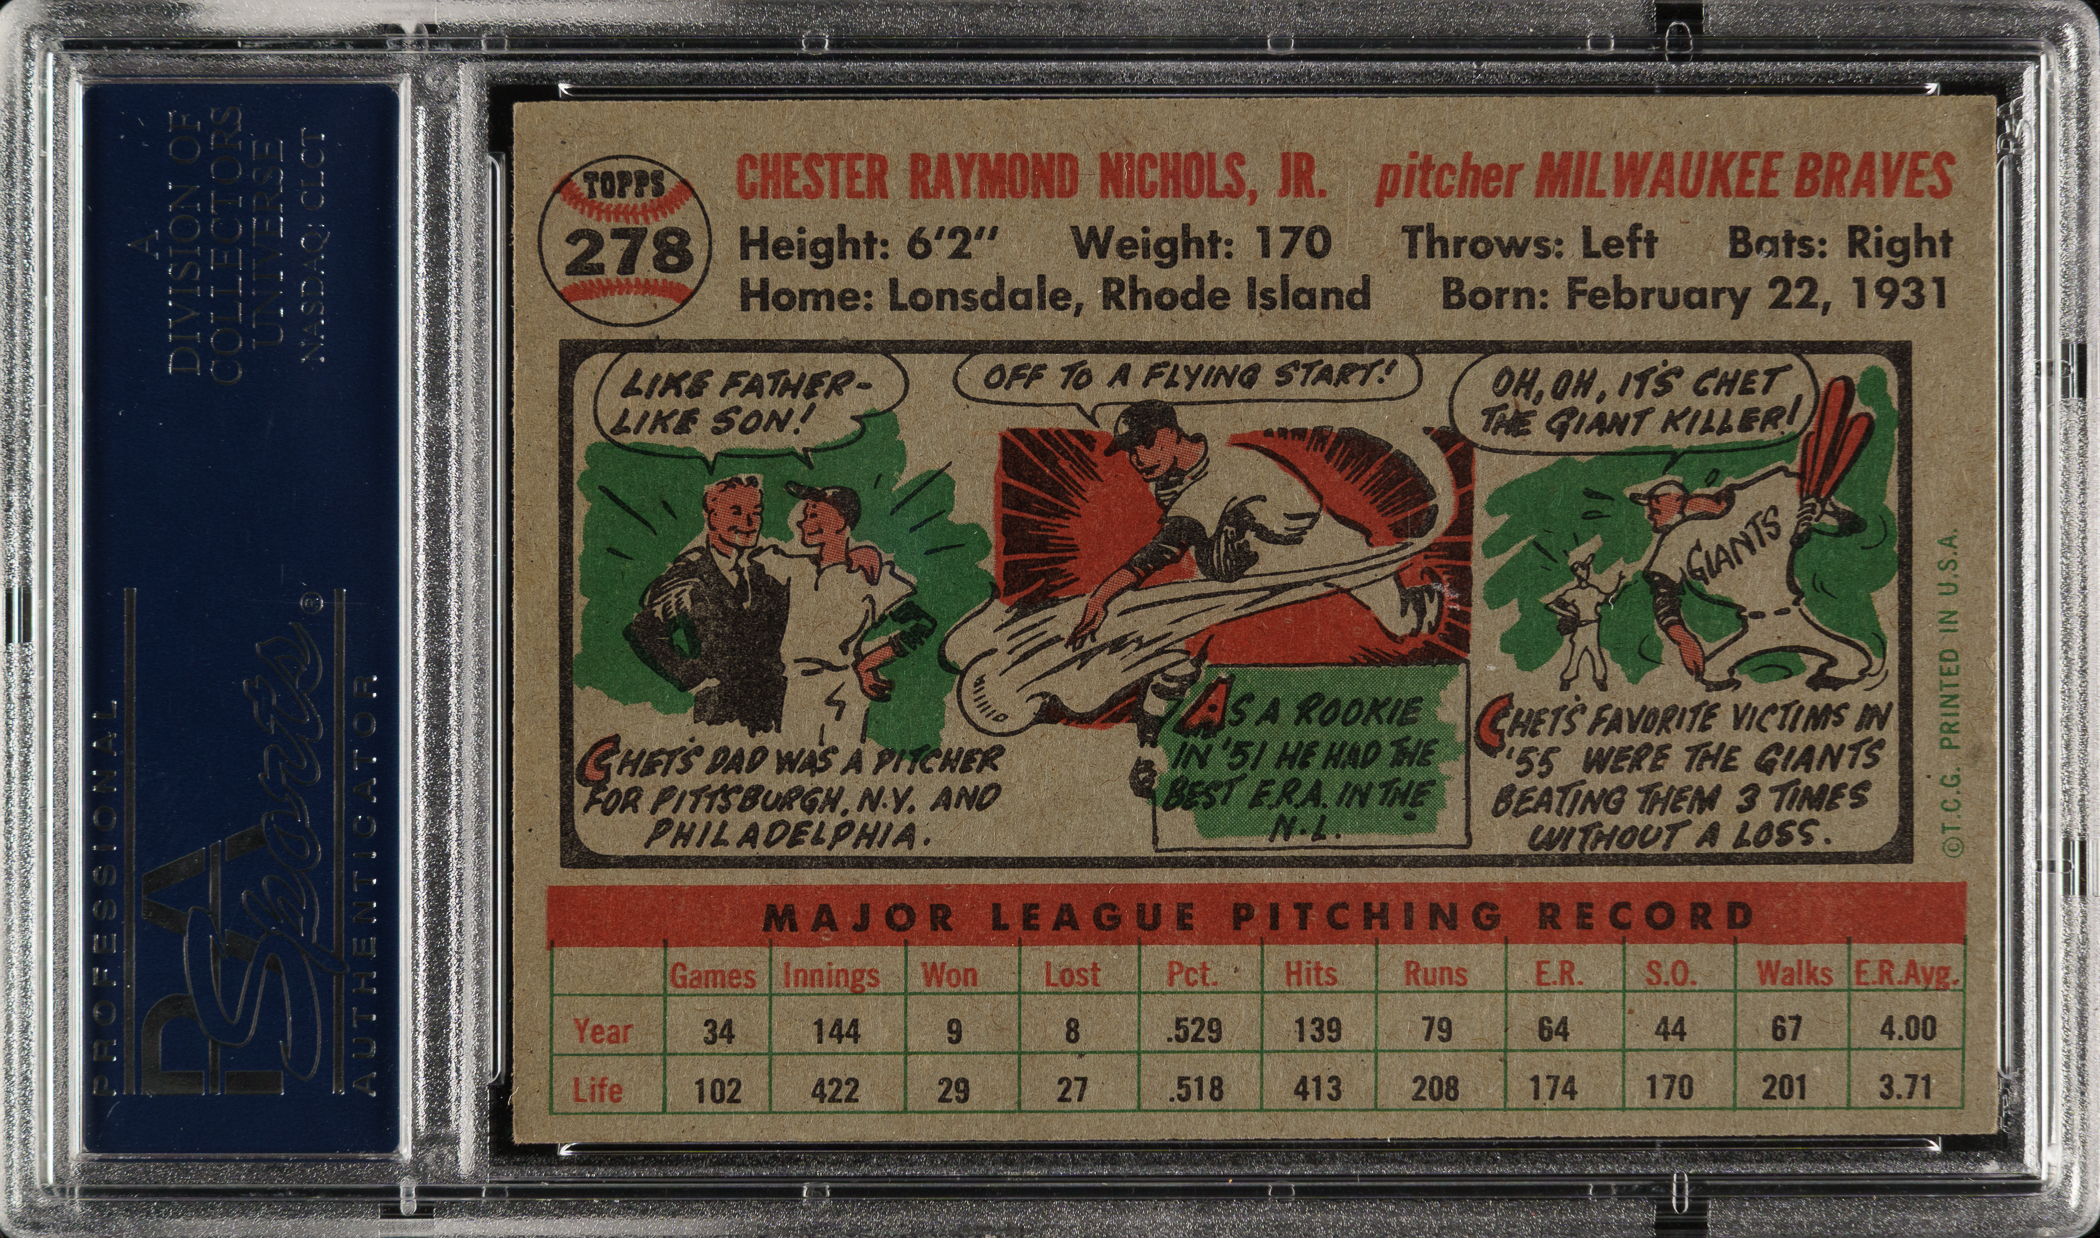 A
DIVISION OF
COLLECTORS
UNIVERSE
NASDAQ: CLCT
PROFESSIONAL
PSA
Sports®
AUTHENTICATOR
TOPPS
278
CHESTER RAYMOND NICHOLS, JR. pitcher MILWAUKEE BRAVES
Height: 6'2" Weight: 170 Throws: Left Bats: Right
Home: Lonsdale, Rhode Island Born: February 22, 1931
LIKE FATHER-
LIKE SON!
CHET'S DAD WAS A PITCHER
FOR PITTSBURGH, N.Y. AND
PHILADELPHIA.
OFF TO A FLYING START!
AS A ROOKIE
IN '51 HE HAD THE
BEST E.R.A. IN THE
N.L.
OH, OH, IT'S CHET
THE GIANT KILLER!
GIANTS
CHET'S FAVORITE VICTIMS IN
'55 WERE THE GIANTS
BEATING THEM 3 TIMES
WITHOUT A LOSS.
©T.C.G. PRINTED IN U.S.A.
MAJOR LEAGUE PITCHING RECORD
Games Innings Won Lost Pct. Hits Runs E.R. S.O. Walks E.R.Avg.
Year 34 144 9 8 .529 139 79 64 44 67 4.00
Life 102 422 29 27 .518 413 208 174 170 201 3.71